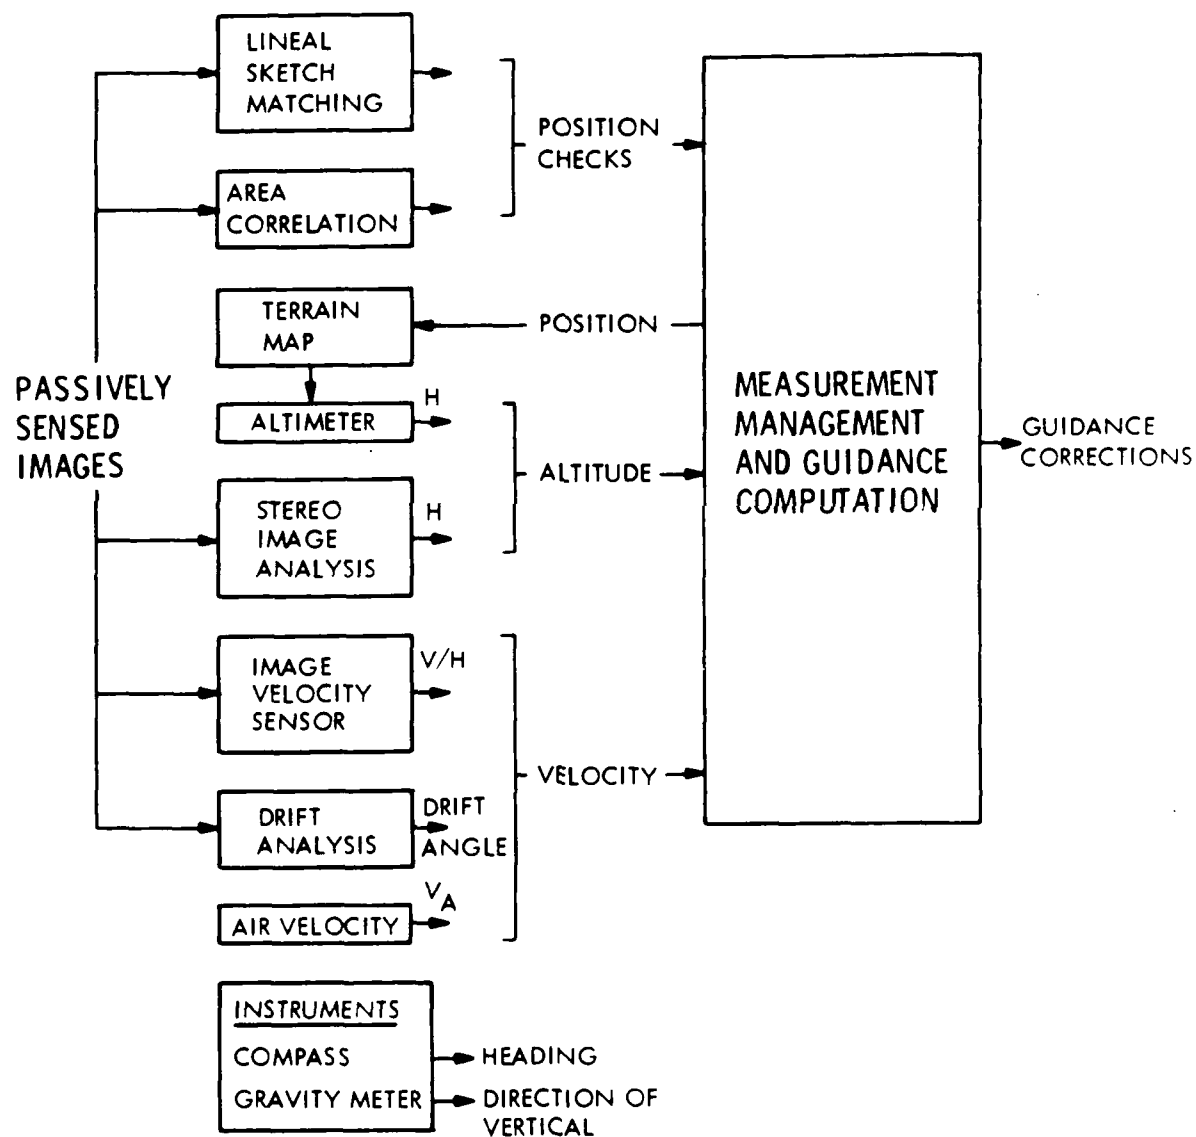 LINEAL
SKETCH
MATCHING
POSITION
CHECKS
AREA
CORRELATION
TERRAIN
MAP
POSITION
PASSIVELY
SENSED
IMAGES
ALTIMETER
H
ALTITUDE
MEASUREMENT
MANAGEMENT
AND GUIDANCE
COMPUTATION
GUIDANCE
CORRECTIONS
STEREO
IMAGE
ANALYSIS
H
IMAGE
VELOCITY
SENSOR
V/H
VELOCITY
DRIFT
ANALYSIS
DRIFT
ANGLE
AIR VELOCITY
VA
INSTRUMENTS
COMPASS
HEADING
GRAVITY METER
DIRECTION OF
VERTICAL